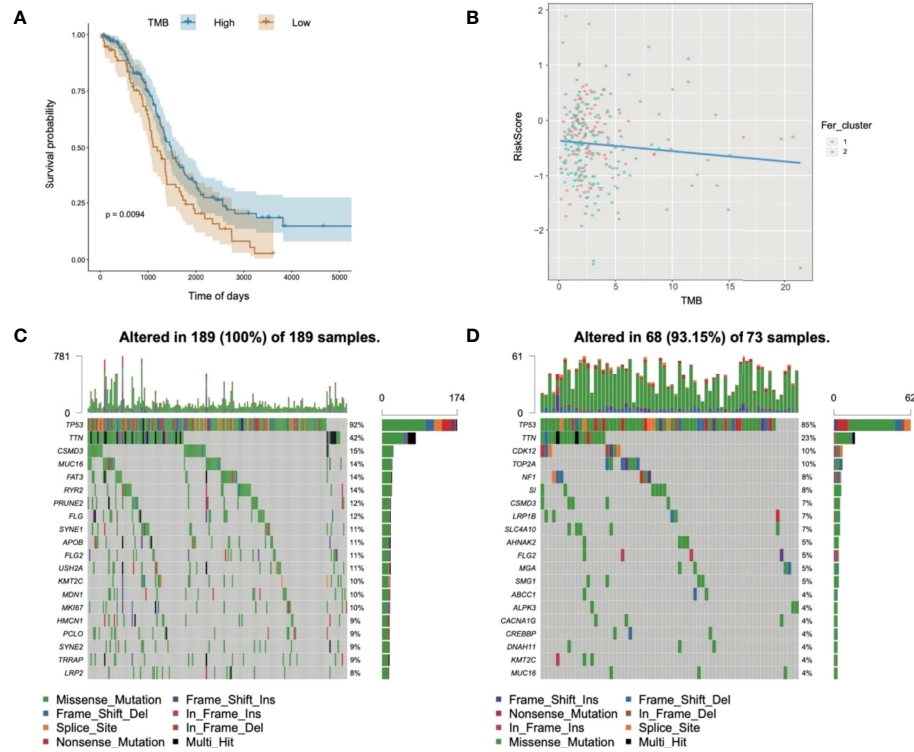 A
TMB High Low
Survival probability
1.00
0.75
0.50
0.25
0.00
p = 0.0094
0 1000 2000 3000 4000 5000
Time of days
B
RiskScore
2
1
0
−1
−2
0 5 10 15 20
TMB
Fer_cluster
1
2
C
Altered in 189 (100%) of 189 samples.
781
0
0 174
TP53 92%
TTN 42%
CSMD3 15%
MUC16 14%
FAT3 14%
RYR2 14%
PRUNE2 12%
FLG 12%
SYNE1 11%
APOB 11%
FLG2 11%
USH2A 11%
KMT2C 10%
MDN1 10%
MKI67 10%
HMCN1 9%
PCLO 9%
SYNE2 9%
TRRAP 9%
LRP2 8%
Missense_Mutation Frame_Shift_Ins
Frame_Shift_Del In_Frame_Ins
Splice_Site In_Frame_Del
Nonsense_Mutation Multi_Hit
D
Altered in 68 (93.15%) of 73 samples.
61
0
0 62
TP53 85%
TTN 23%
CDK12 10%
TOP2A 10%
NF1 8%
SI 8%
CSMD3 7%
LRP1B 7%
SLC4A10 7%
AHNAK2 5%
FLG2 5%
MGA 5%
SMG1 5%
ABCC1 4%
ALPK3 4%
CACNA1G 4%
CREBBP 4%
DNAH11 4%
KMT2C 4%
MUC16 4%
Frame_Shift_Ins Frame_Shift_Del
Nonsense_Mutation In_Frame_Del
In_Frame_Ins Splice_Site
Missense_Mutation Multi_Hit